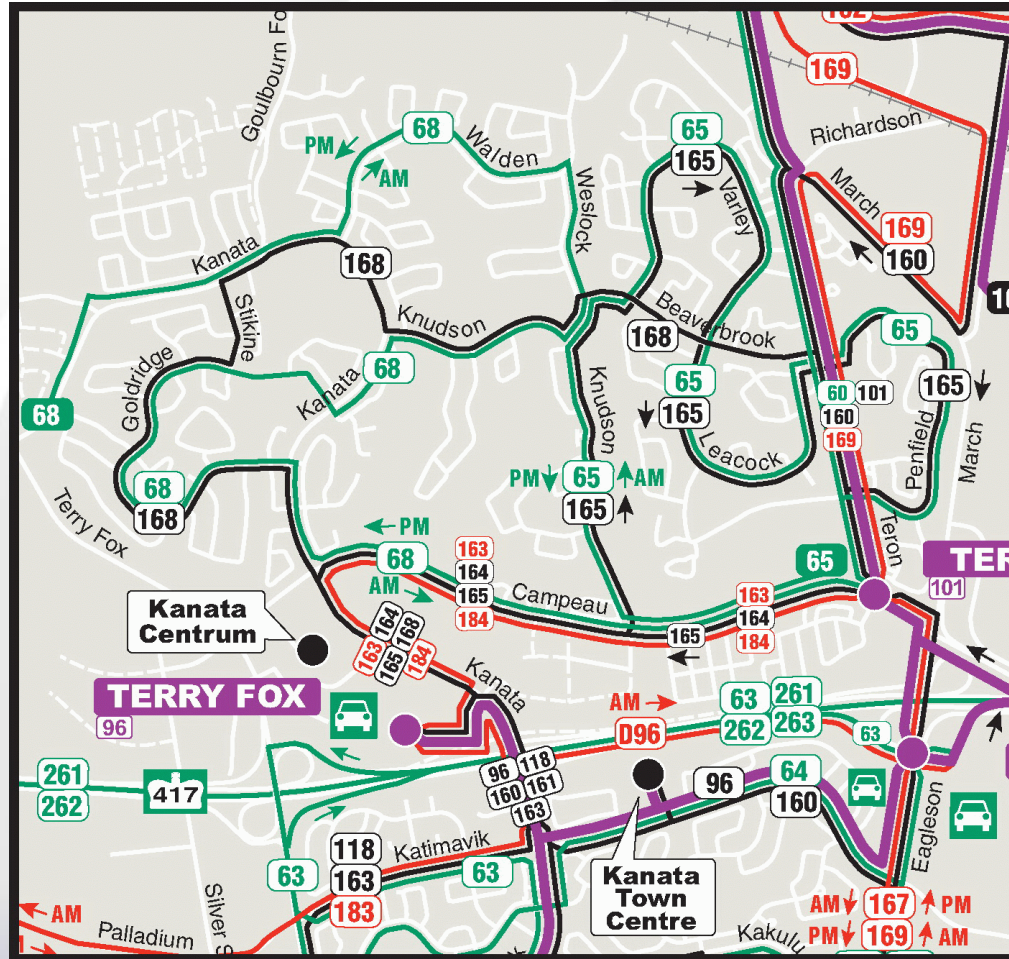 Goulbourn Fo
169
Richardson
68
Walden
PM
AM
65
165
Varley
March
169
160
Weslock
Kanata
168
Stikine
Knudson
Beaverbrook
168
65
Goldridge
Kanata
68
68
65
165
Knudson
Leacock
60
101
160
169
165
Penfield
March
68
168
Terry Fox
PM
65
AM
165
Teron
PM
68
AM
163
164
165
184
Campeau
65
163
164
184
165
TER
101
Kanata
Centrum
164
168
163
165
184
Kanata
TERRY FOX
96
AM
D96
63
261
262
263
63
261
262
417
96
118
160
161
163
96
64
160
Eagleson
118
163
183
Katimavik
63
63
Kanata
Town
Centre
AM
167
PM
PM
169
AM
AM
Palladium
Silver S
Kakulu